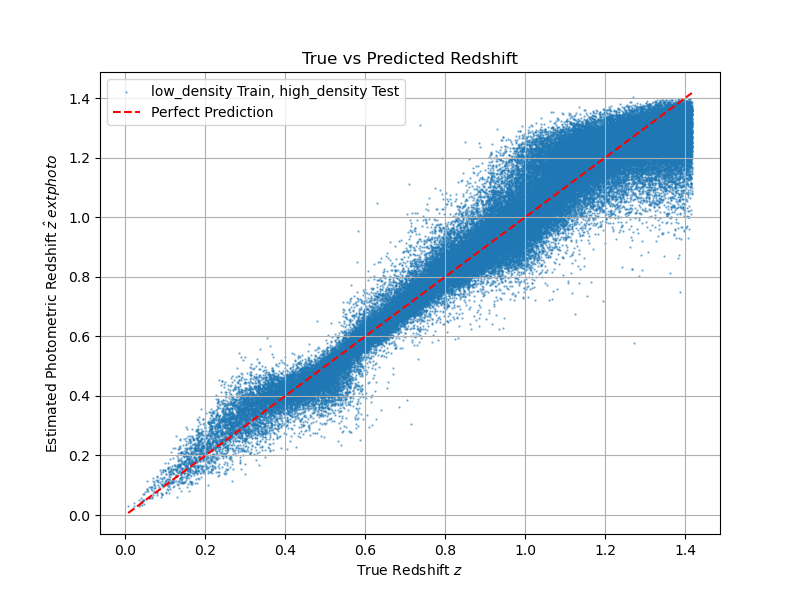 True vs Predicted Redshift
low_density Train, high_density Test
Perfect Prediction
Estimated Photometric Redshift ẑ extphoto
1.4
1.2
1.0
0.8
0.6
0.4
0.2
0.0
0.0 0.2 0.4 0.6 0.8 1.0 1.2 1.4
True Redshift z